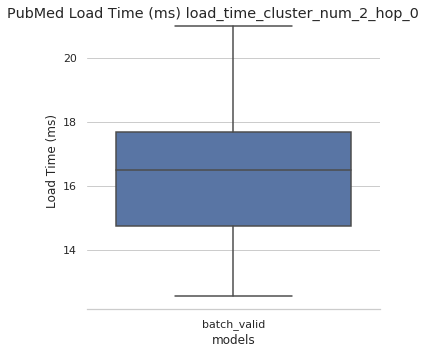 PubMed Load Time (ms) load_time_cluster_num_2_hop_0
20
18
16
14
Load Time (ms)
batch_valid
models